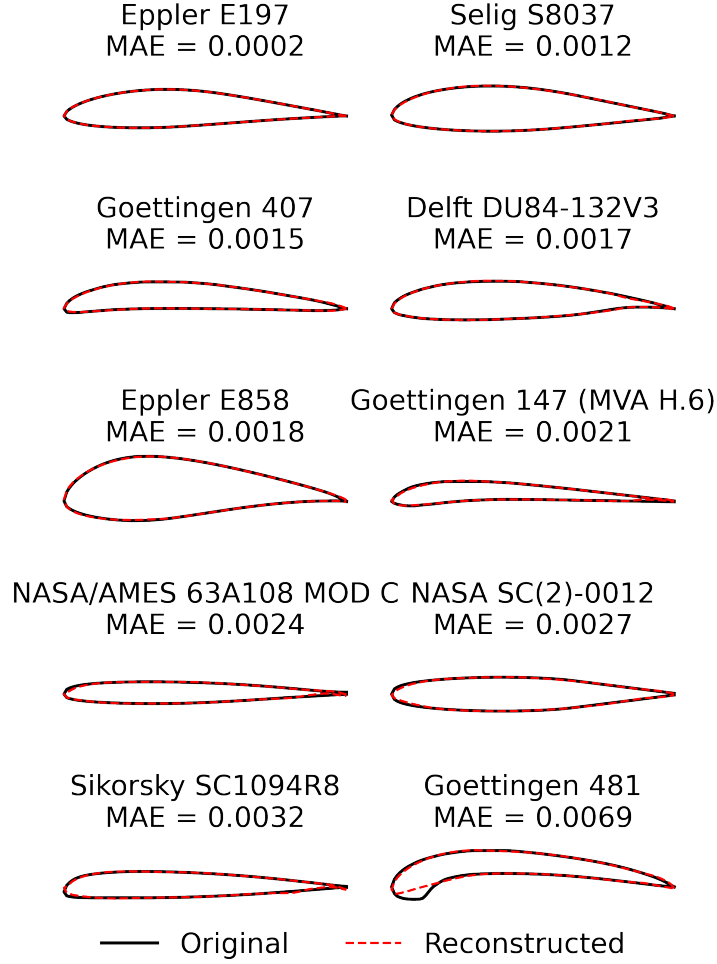 Eppler E197
MAE = 0.0002
Selig S8037
MAE = 0.0012
Goettingen 407
MAE = 0.0015
Delft DU84-132V3
MAE = 0.0017
Eppler E858
MAE = 0.0018
Goettingen 147 (MVA H.6)
MAE = 0.0021
NASA/AMES 63A108 MOD C
MAE = 0.0024
NASA SC(2)-0012
MAE = 0.0027
Sikorsky SC1094R8
MAE = 0.0032
Goettingen 481
MAE = 0.0069
Original
Reconstructed